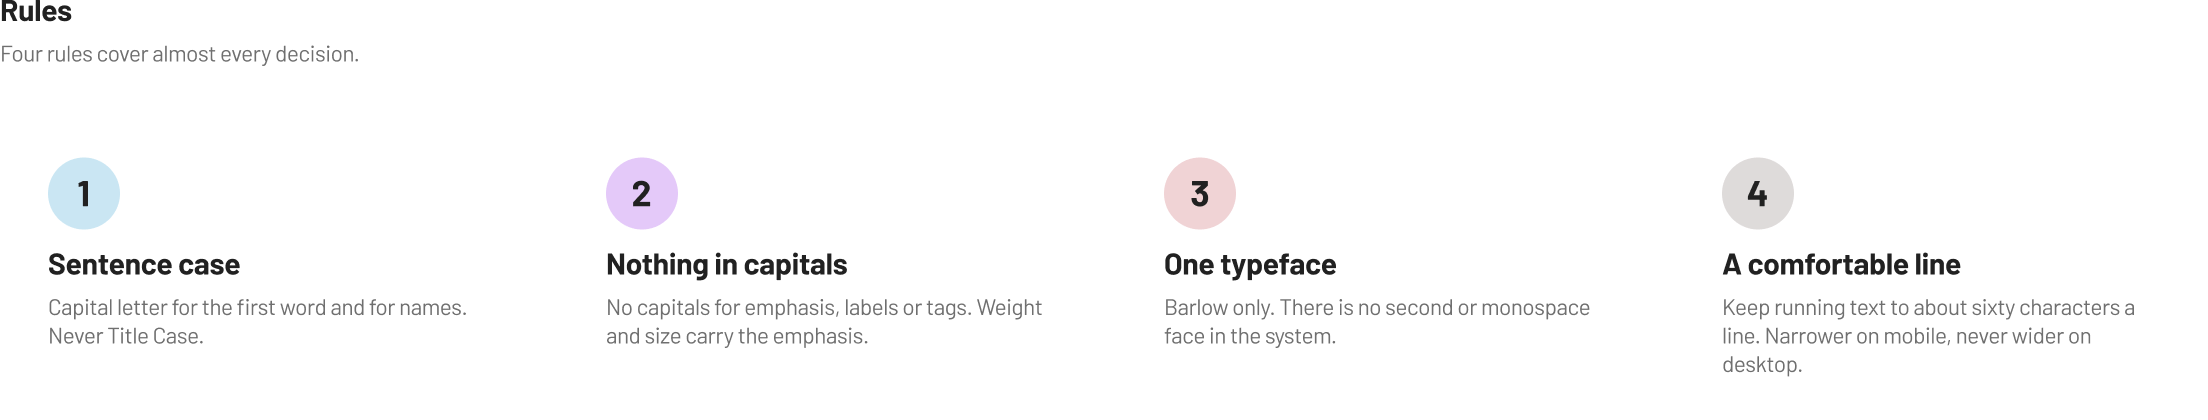 Rules
Four rules cover almost every decision.
1
Sentence case
Capital letter for the first word and for names.
Never Title Case.
2
Nothing in capitals
No capitals for emphasis, labels or tags. Weight
and size carry the emphasis.
3
One typeface
Barlow only. There is no second or monospace
face in the system.
4
A comfortable line
Keep running text to about sixty characters a
line. Narrower on mobile, never wider on
desktop.